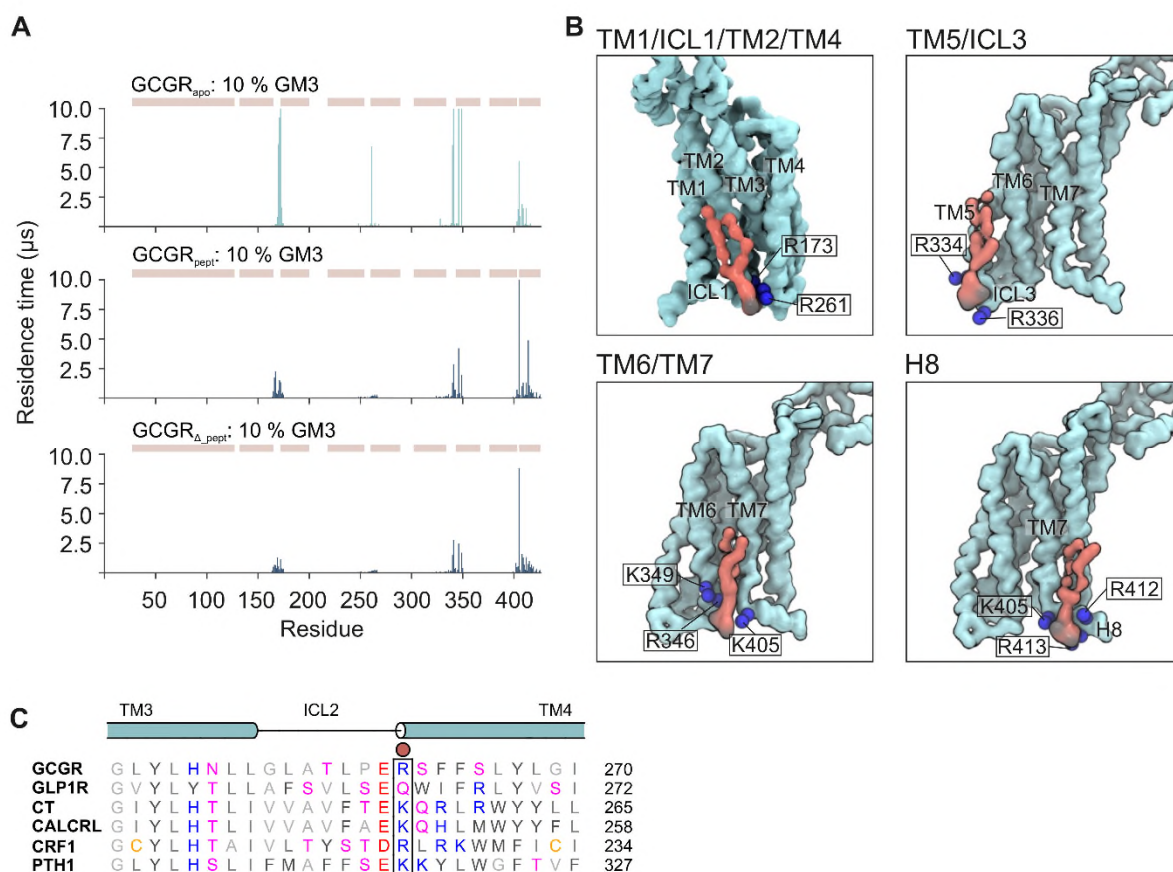 A
GCGRapo: 10 % GM3
10.0
7.5
5.0
2.5
GCGRpept: 10 % GM3
10.0
7.5
5.0
2.5
GCGRΔ_pept: 10 % GM3
10.0
7.5
5.0
2.5
Residence time (µs)
50 100 150 200 250 300 350 400
Residue
B
TM1/ICL1/TM2/TM4
TM2 TM4
TM1 TM3
ICL1
R173
R261
TM5/ICL3
TM6
TM7
TM5
R334
ICL3
R336
TM6/TM7
TM6 TM7
K349
R346
K405
H8
TM7
K405
R412
H8
R413
C
TM3 ICL2 TM4
GCGR G L Y L H N L L G L A T L P E R S F F S L Y L G I 270
GLP1R G V Y L Y T L L A F S V L S E Q W I F R L Y V S I 272
CT G I Y L H T L I V V A V F T E K Q R L R W Y Y L I 265
CALCRL G I Y L H T L I V V A V F A E K Q H L M W Y Y F L 258
CRF1 G C Y L H T A I V L T Y S T D R L R K W M F I C I 234
PTH1 G L Y L H S L I F M A F F S E K K Y L W G F T V F 327